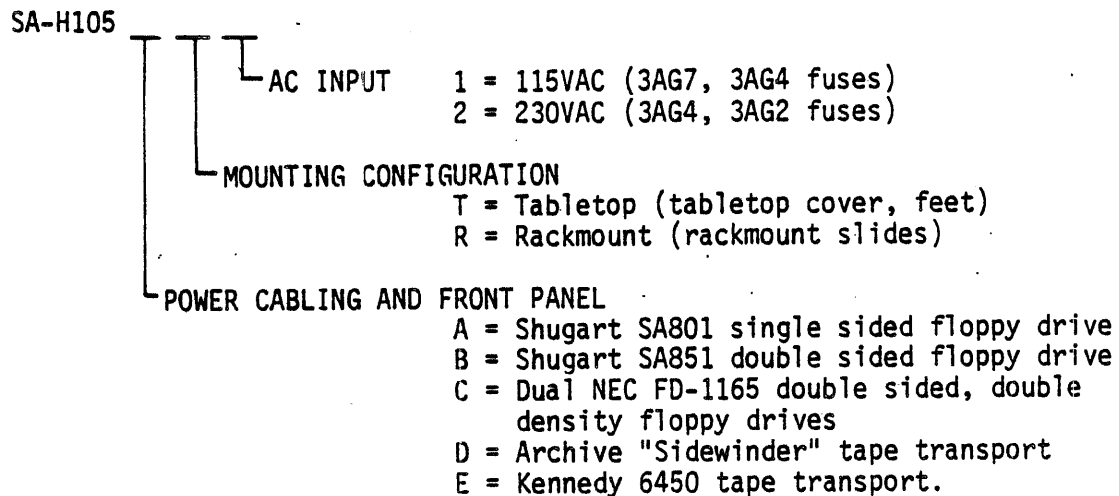 SA-H105 _ _ _
AC INPUT 1 = 115VAC (3AG7, 3AG4 fuses)
2 = 230VAC (3AG4, 3AG2 fuses)
MOUNTING CONFIGURATION
T = Tabletop (tabletop cover, feet)
R = Rackmount (rackmount slides)
POWER CABLING AND FRONT PANEL
A = Shugart SA801 single sided floppy drive
B = Shugart SA851 double sided floppy drive
C = Dual NEC FD-1165 double sided, double
density floppy drives
D = Archive "Sidewinder" tape transport
E = Kennedy 6450 tape transport.